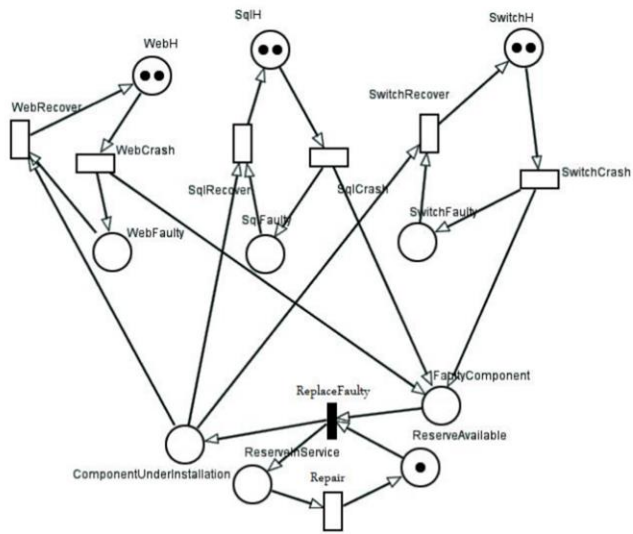 SqlH
SwitchH
WebH
SwitchRecover
WebRecover
WebCrash
SqlRecover
SqlCrash
SwitchCrash
SqlFaulty
SwitchFaulty
WebFaulty
FaultyComponent
ReplaceFaulty
ReserveAvailable
ReserveInService
ComponentUnderInstallation
Repair